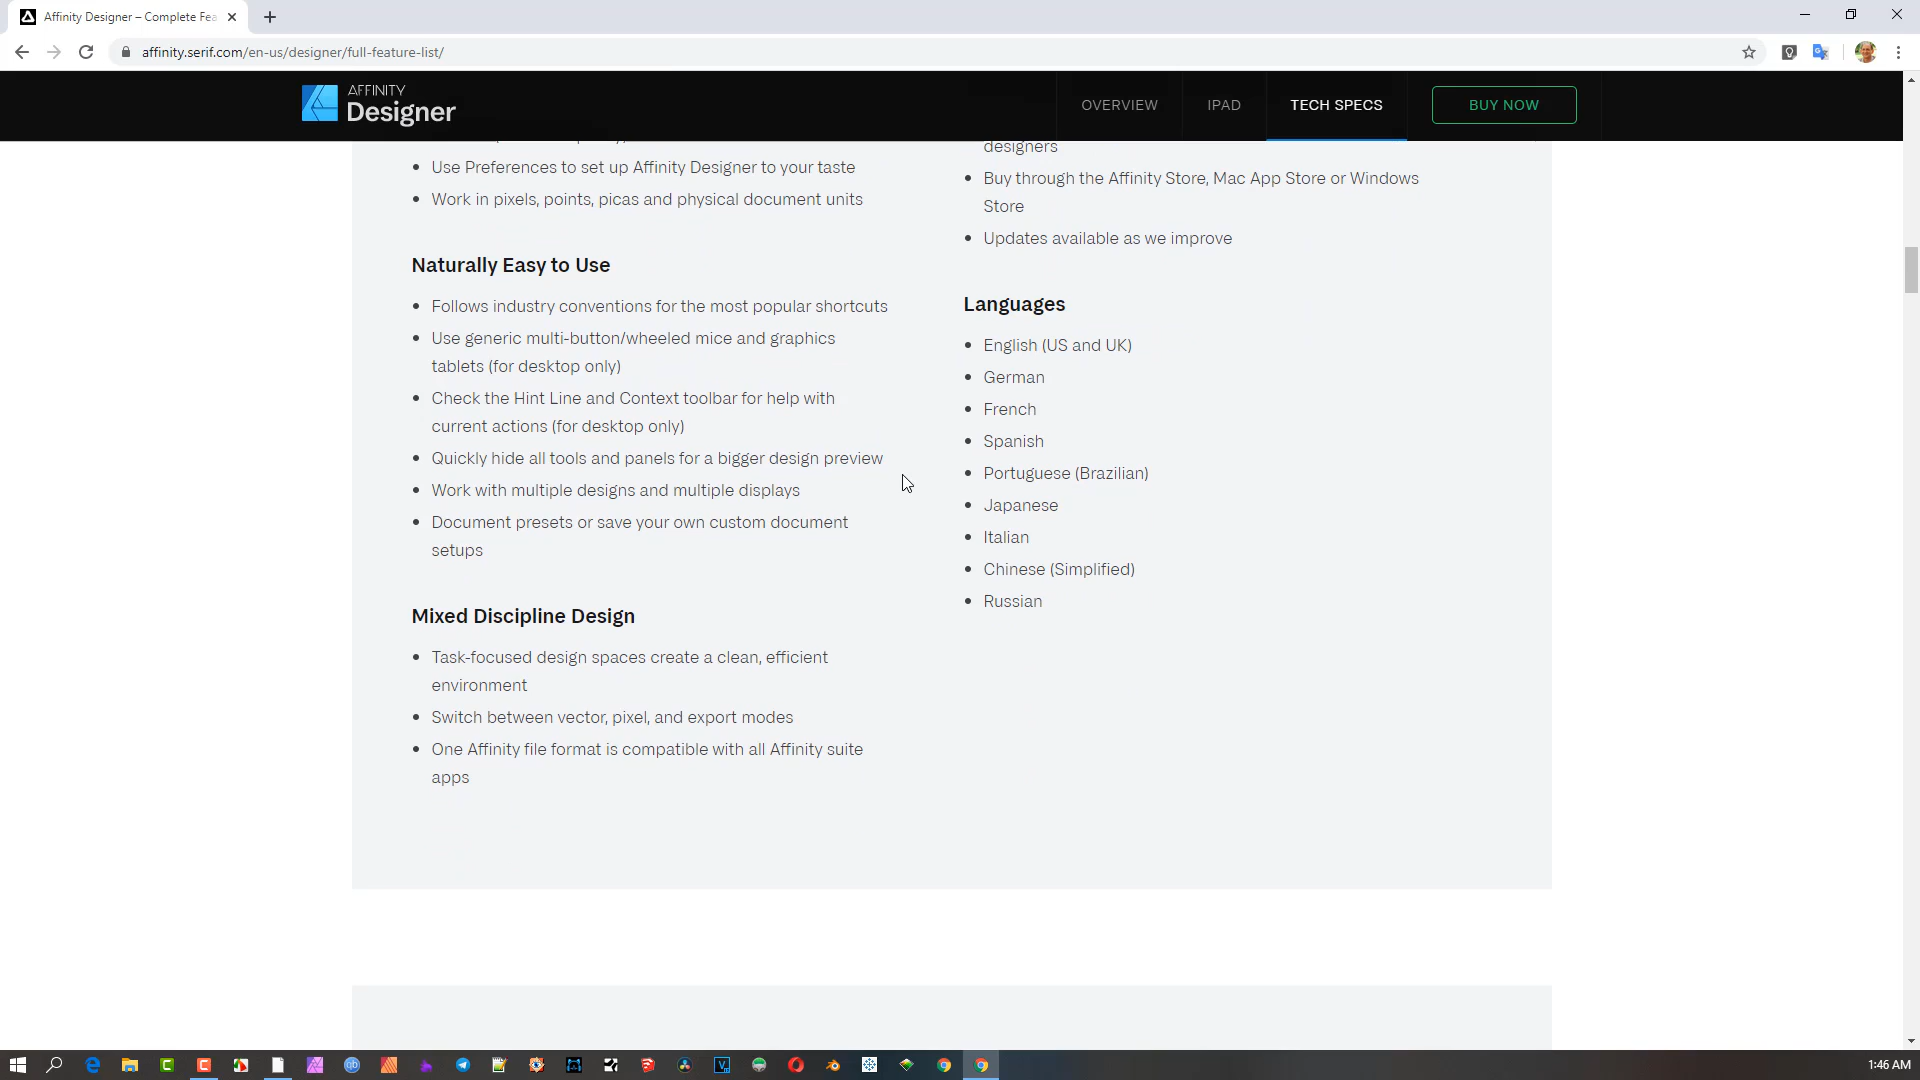 Affinity Designer – Complete Fea
affinity.serif.com/en-us/designer/full-feature-list/
AFFINITY
Designer
OVERVIEW
IPAD
TECH SPECS
BUY NOW
• Use Preferences to set up Affinity Designer to your taste
• Work in pixels, points, picas and physical document units
Naturally Easy to Use
• Follows industry conventions for the most popular shortcuts
• Use generic multi-button/wheeled mice and graphics
tablets (for desktop only)
• Check the Hint Line and Context toolbar for help with
current actions (for desktop only)
• Quickly hide all tools and panels for a bigger design preview
• Work with multiple designs and multiple displays
• Document presets or save your own custom document
setups
Mixed Discipline Design
• Task-focused design spaces create a clean, efficient
environment
• Switch between vector, pixel, and export modes
• One Affinity file format is compatible with all Affinity suite
apps
designers
• Buy through the Affinity Store, Mac App Store or Windows
Store
• Updates available as we improve
Languages
• English (US and UK)
• German
• French
• Spanish
• Portuguese (Brazilian)
• Japanese
• Italian
• Chinese (Simplified)
• Russian
1:46 AM